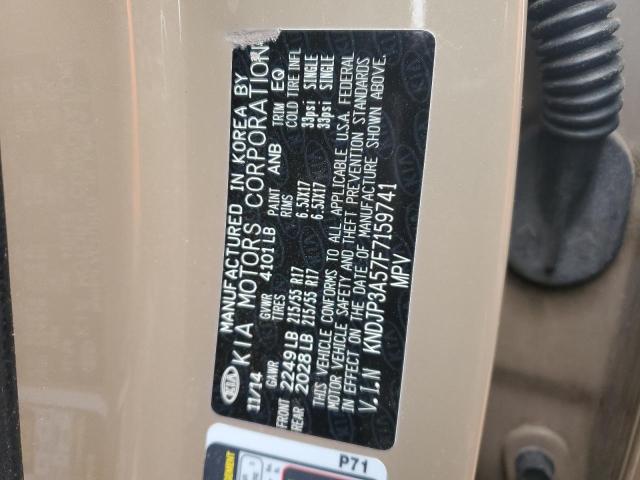 MANUFACTURED IN KOREA BY
KIA KIA MOTORS CORPORATION
11/14 GVWR 4101LB PAINT ANB TRIM EQ
GAWR TIRES RIMS COLD TIRE INFL
FRONT 2249LB 215/55 R17 6.5JX17 33psi SINGLE
REAR 2028LB 215/55 R17 6.5JX17 33psi SINGLE
THIS VEHICLE CONFORMS TO ALL APPLICABLE U.S.A. FEDERAL
MOTOR VEHICLE SAFETY AND THEFT PREVENTION STANDARDS
IN EFFECT ON THE DATE OF MANUFACTURE SHOWN ABOVE.
V.I.N KNDJP3A57F7159741
MPV
P71